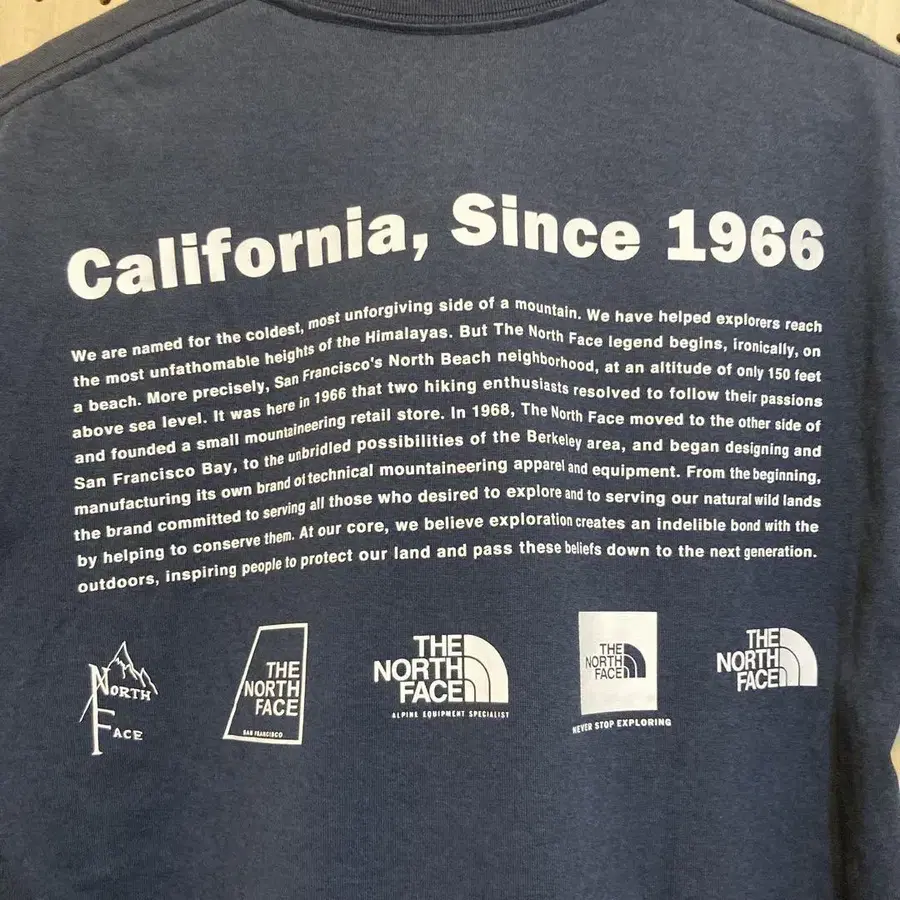 California, Since 1966
We are named for the coldest, most unforgiving side of a mountain. We have helped explorers reach
the most unfathomable heights of the Himalayas. But The North Face legend begins, ironically, on
a beach. More precisely, San Francisco's North Beach neighborhood, at an altitude of only 150 feet
above sea level. It was here in 1966 that two hiking enthusiasts resolved to follow their passions
and founded a small mountaineering retail store. In 1968, The North Face moved to the other side of
San Francisco Bay, to the unbridled possibilities of the Berkeley area, and began designing and
manufacturing its own brand of technical mountaineering apparel and equipment. From the beginning,
the brand committed to serving all those who desired to explore and to serving our natural wild lands
by helping to conserve them. At our core, we believe exploration creates an indelible bond with the
outdoors, inspiring people to protect our land and pass these beliefs down to the next generation.
NORTH
FACE
THE
NORTH
FACE
SAN FRANCISCO
THE
NORTH
FACE
ALPINE EQUIPMENT SPECIALIST
THE
NORTH
FACE
NEVER STOP EXPLORING
THE
NORTH
FACE